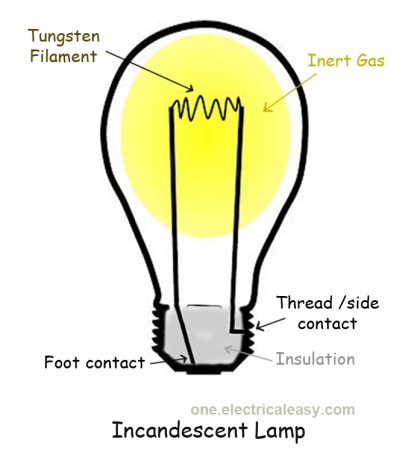 Tungsten
Filament
Inert Gas
Thread /side
contact
Foot contact
Insulation
one.electricaleasy.com
Incandescent Lamp